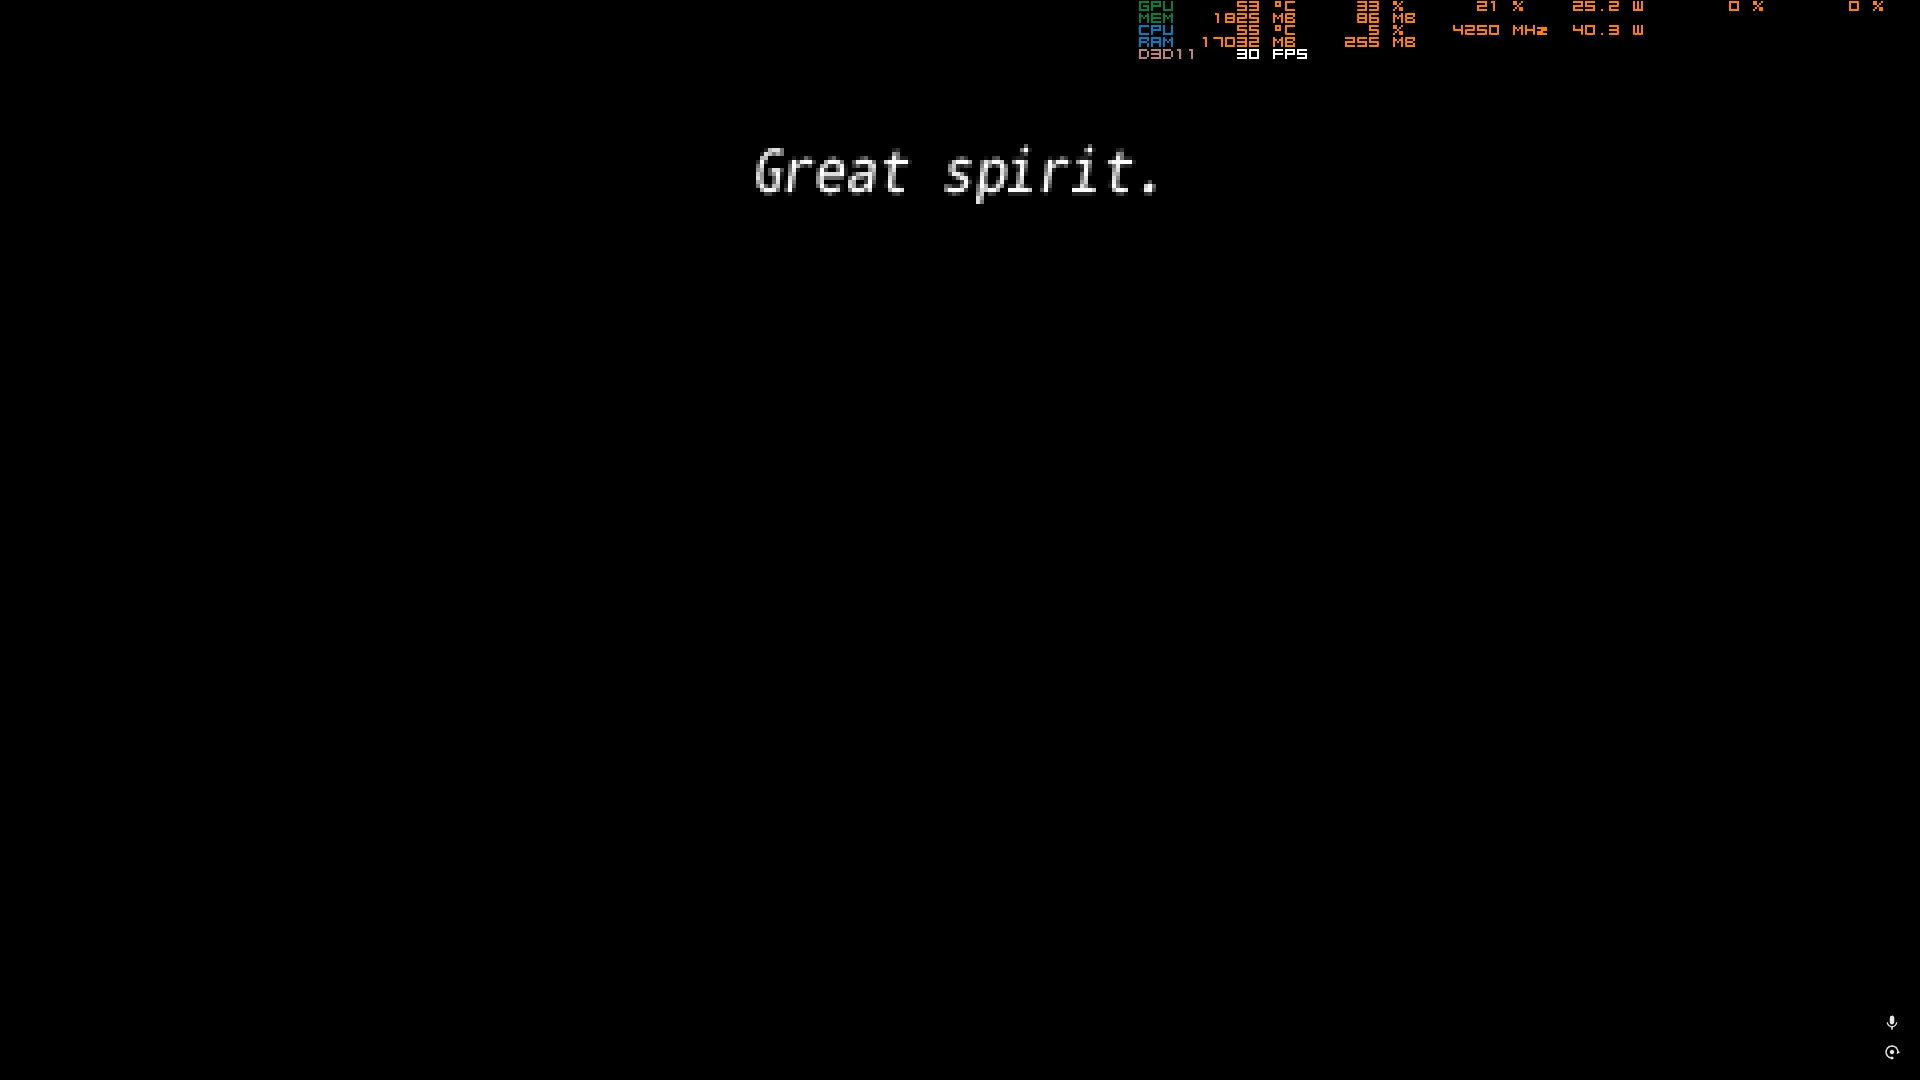 GPU 53 °C 33 % 21 % 25.2 W 0 % 0 %
MEM 1825 MB 86 MB
CPU 55 °C 5 % 4250 MHz 40.3 W
RAM 17032 MB 255 MB
D3D11 30 FPS
Great spirit.